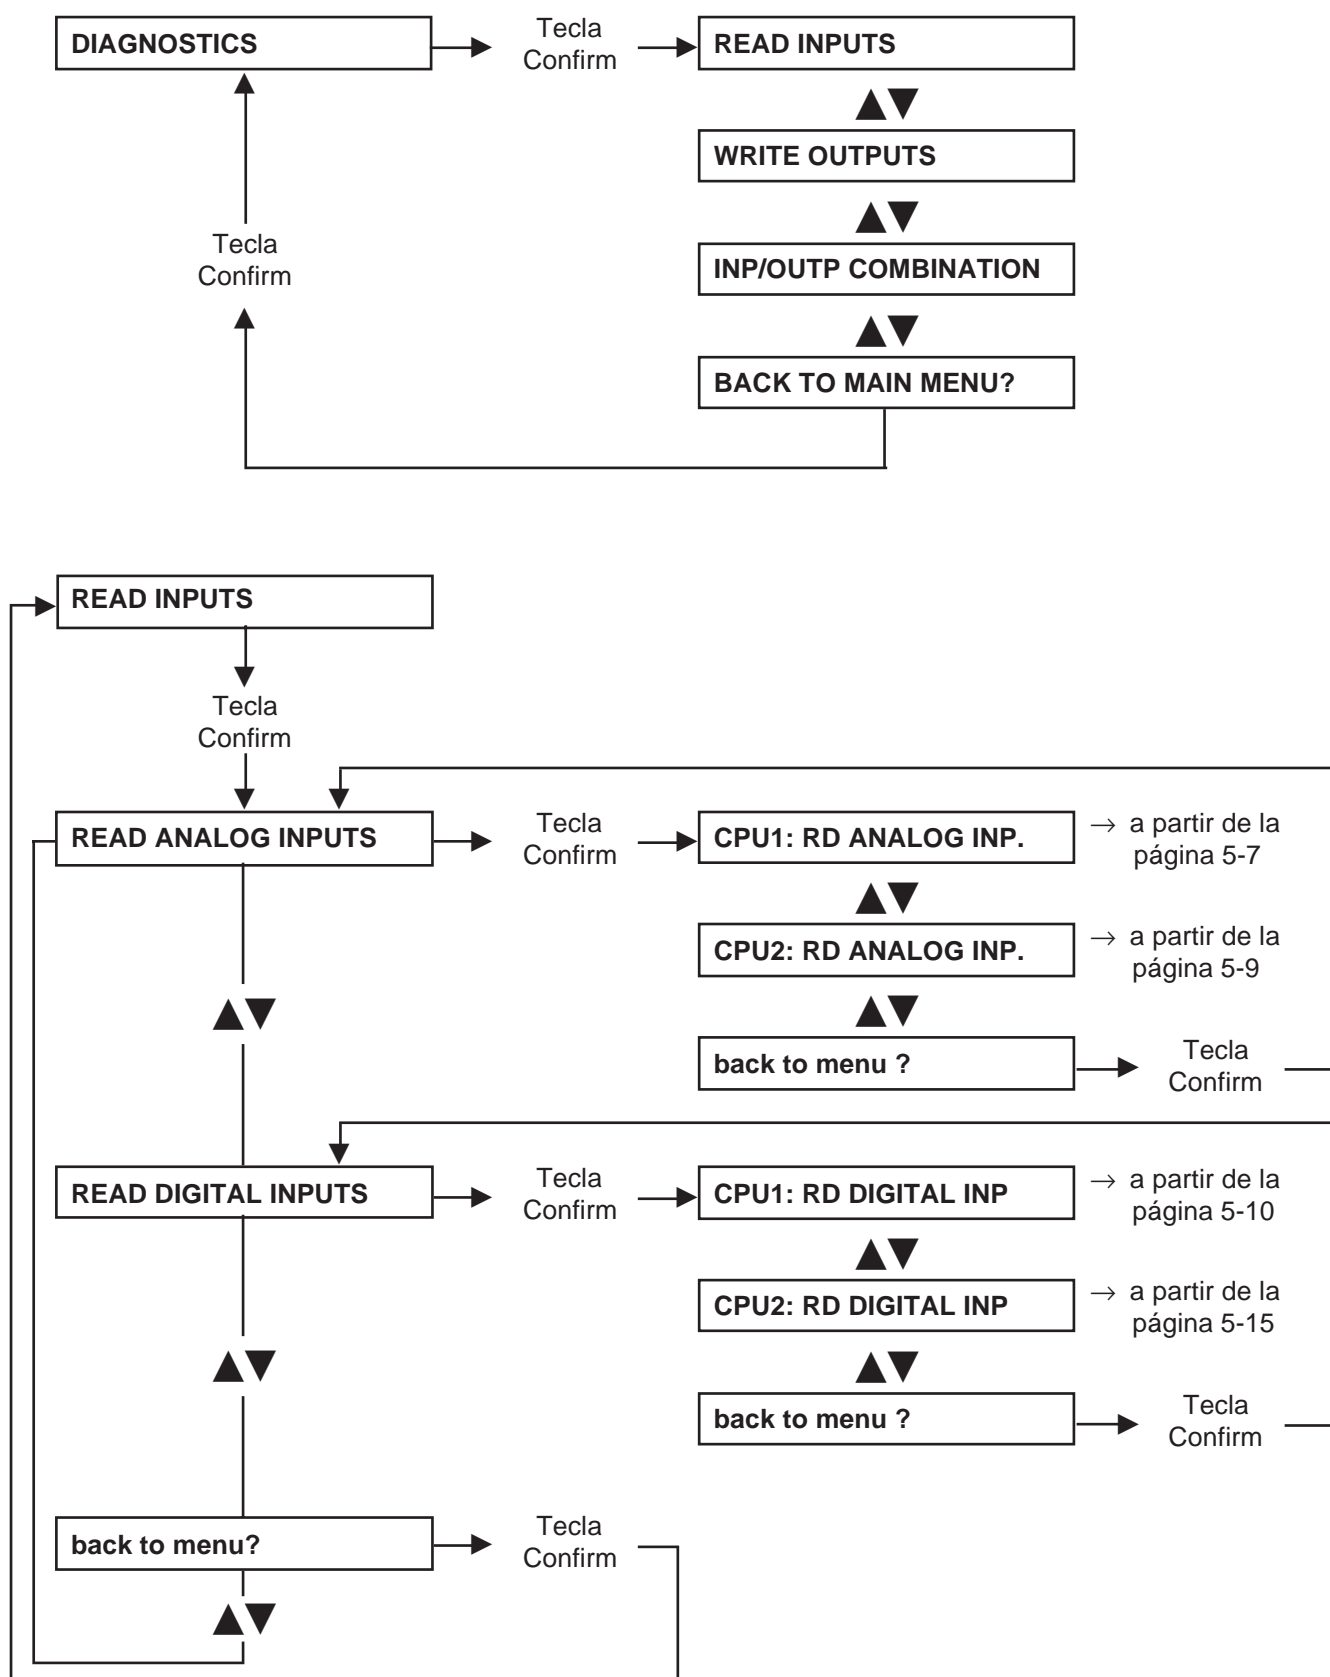 DIAGNOSTICS
Tecla
Confirm
READ INPUTS
WRITE OUTPUTS
Tecla
Confirm
INP/OUTP COMBINATION
BACK TO MAIN MENU?
READ INPUTS
Tecla
Confirm
READ ANALOG INPUTS
Tecla
Confirm
CPU1: RD ANALOG INP.
→ a partir de la
página 5-7
CPU2: RD ANALOG INP.
→ a partir de la
página 5-9
back to menu ?
Tecla
Confirm
READ DIGITAL INPUTS
Tecla
Confirm
CPU1: RD DIGITAL INP
→ a partir de la
página 5-10
CPU2: RD DIGITAL INP
→ a partir de la
página 5-15
back to menu ?
Tecla
Confirm
back to menu?
Tecla
Confirm